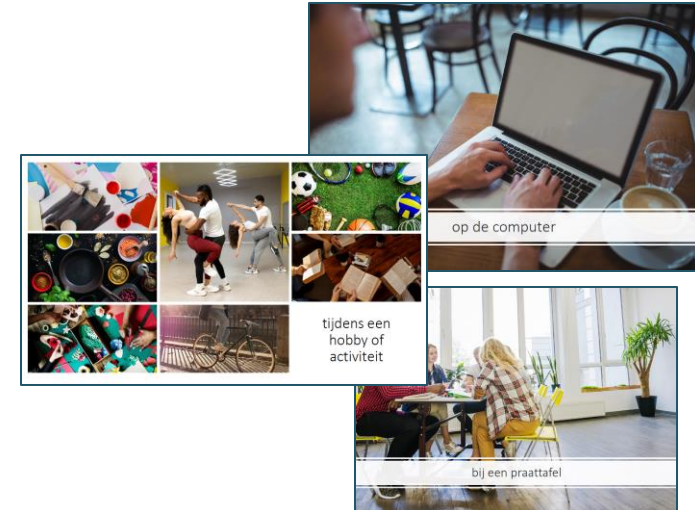 op de computer
tijdens een
hobby of
activiteit
bij een praattafel